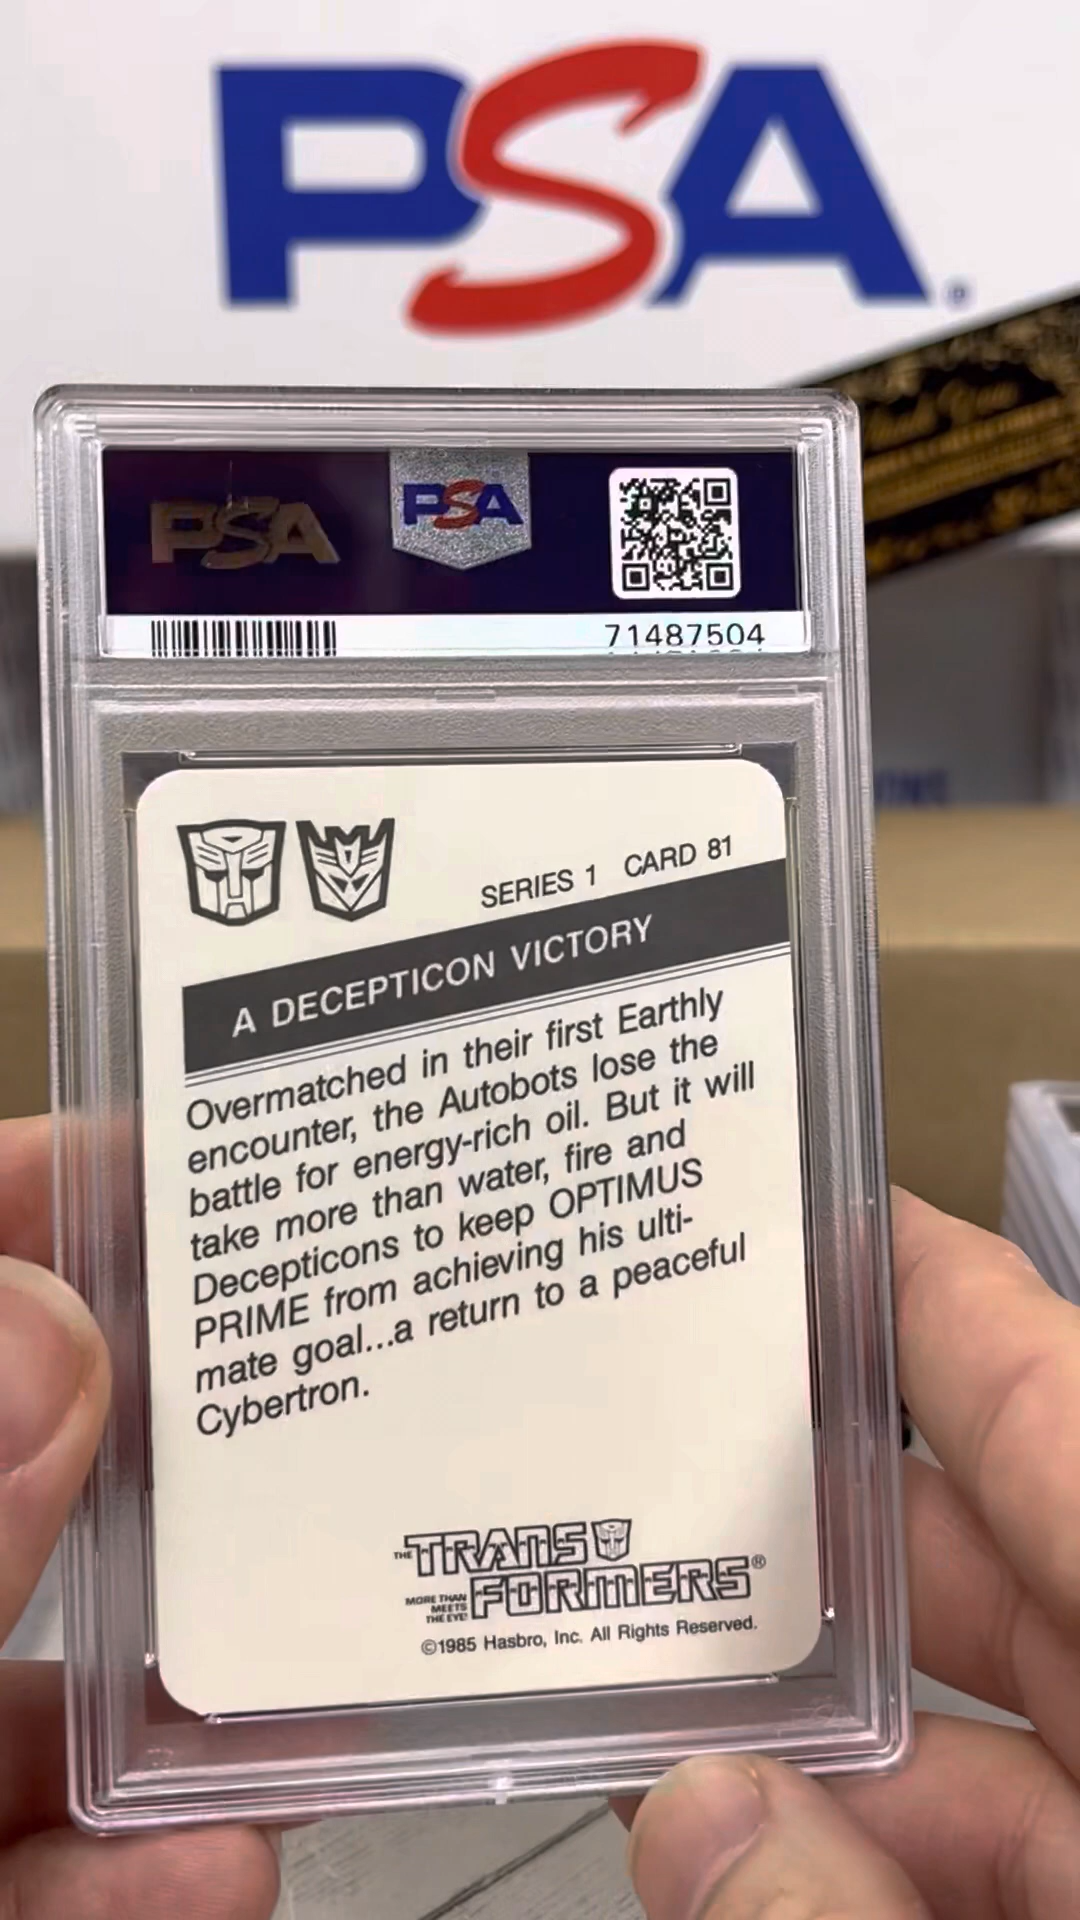 PSA
PSA
PSA
71487504
SERIES 1 CARD 81
A DECEPTICON VICTORY
Overmatched in their first Earthly
encounter, the Autobots lose the
battle for energy-rich oil. But it will
take more than water, fire and
Decepticons to keep OPTIMUS
PRIME from achieving his ulti-
mate goal...a return to a peaceful
Cybertron.
THE TRANSFORMERS®
MORE THAN
MEETS
THE EYE!
©1985 Hasbro, Inc. All Rights Reserved.